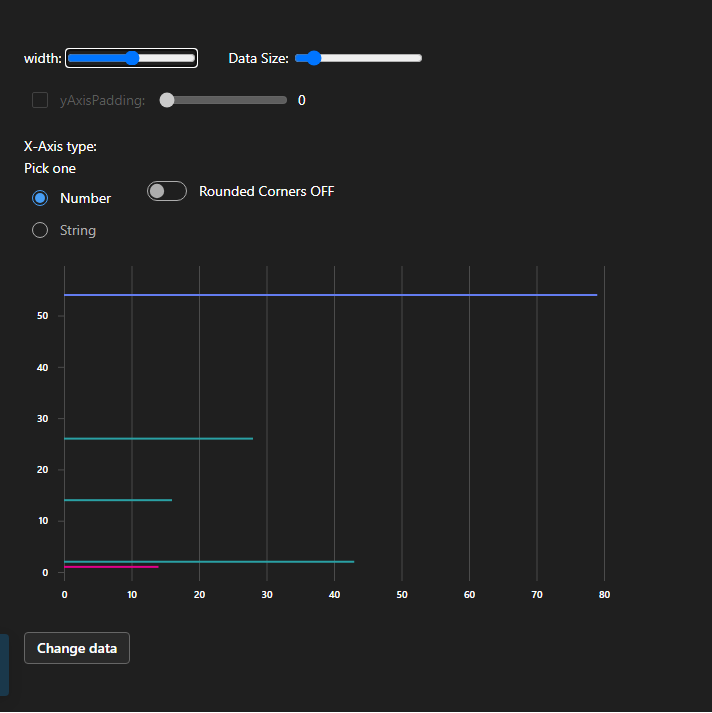 width: Data Size:
yAxisPadding: 0
X-Axis type:
Pick one
Number Rounded Corners OFF
String
50
40
30
20
10
0
0 10 20 30 40 50 60 70 80
Change data